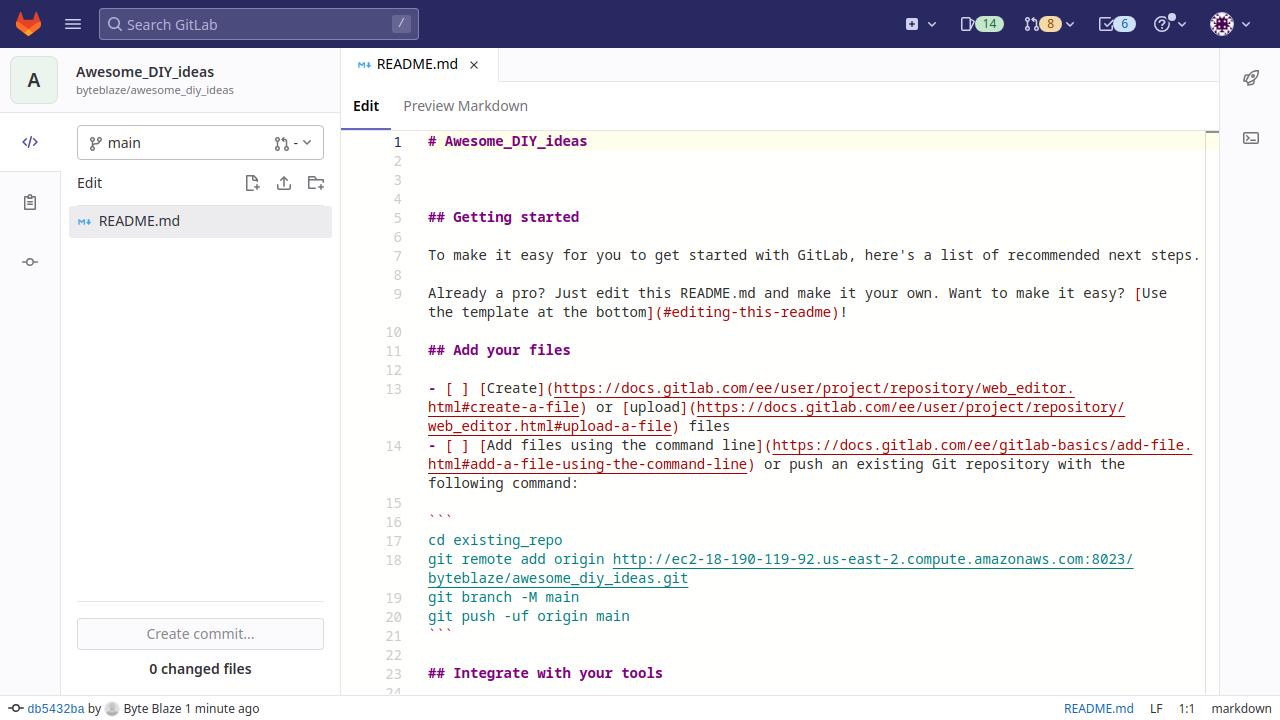 Search GitLab
/
14
8
6
A
Awesome_DIY_ideas
byteblaze/awesome_diy_ideas
main
-
Edit
README.md
Create commit...
0 changed files
README.md
Edit
Preview Markdown
1 # Awesome_DIY_ideas
2
3
4
5 ## Getting started
6
7 To make it easy for you to get started with GitLab, here's a list of recommended next steps.
8
9 Already a pro? Just edit this README.md and make it your own. Want to make it easy? [Use
the template at the bottom](#editing-this-readme)!
10
11 ## Add your files
12
13 - [ ] [Create](https://docs.gitlab.com/ee/user/project/repository/web_editor.
html#create-a-file) or [upload](https://docs.gitlab.com/ee/user/project/repository/
web_editor.html#upload-a-file) files
14 - [ ] [Add files using the command line](https://docs.gitlab.com/ee/gitlab-basics/add-file.
html#add-a-file-using-the-command-line) or push an existing Git repository with the
following command:
15
16 ```
17 cd existing_repo
18 git remote add origin http://ec2-18-190-119-92.us-east-2.compute.amazonaws.com:8023/
byteblaze/awesome_diy_ideas.git
19 git branch -M main
20 git push -uf origin main
21 ```
22
23 ## Integrate with your tools
24
db5432ba by Byte Blaze 1 minute ago
README.md LF 1:1 markdown